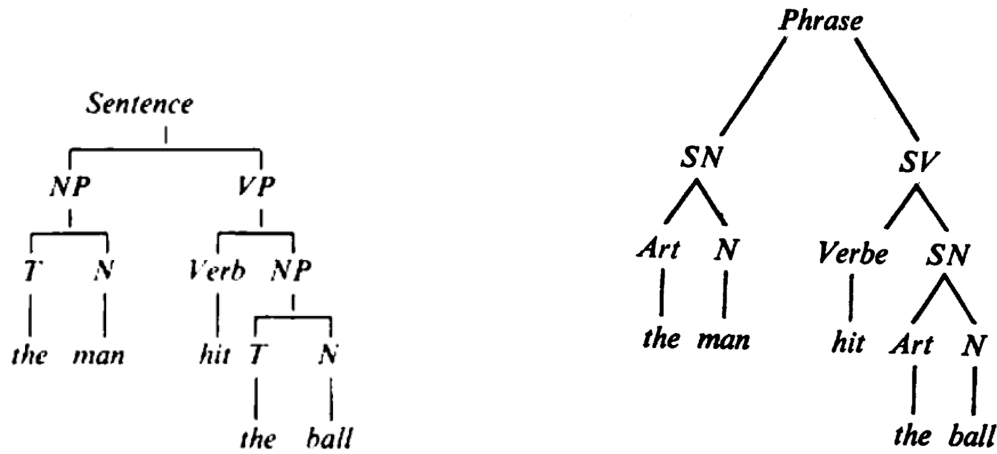 Sentence
NP VP
T N Verb NP
the man hit T N
the ball
Phrase
SN SV
Art N Verbe SN
the man hit Art N
the ball